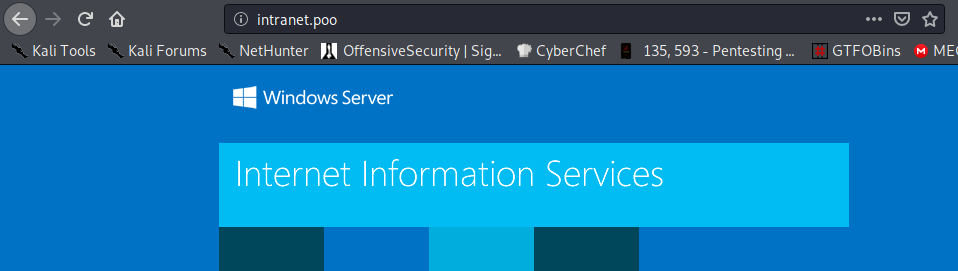 intranet.poo
Kali Tools Kali Forums NetHunter OffensiveSecurity | Sig... CyberChef 135, 593 - Pentesting ... GTFOBins ME
Windows Server
Internet Information Services